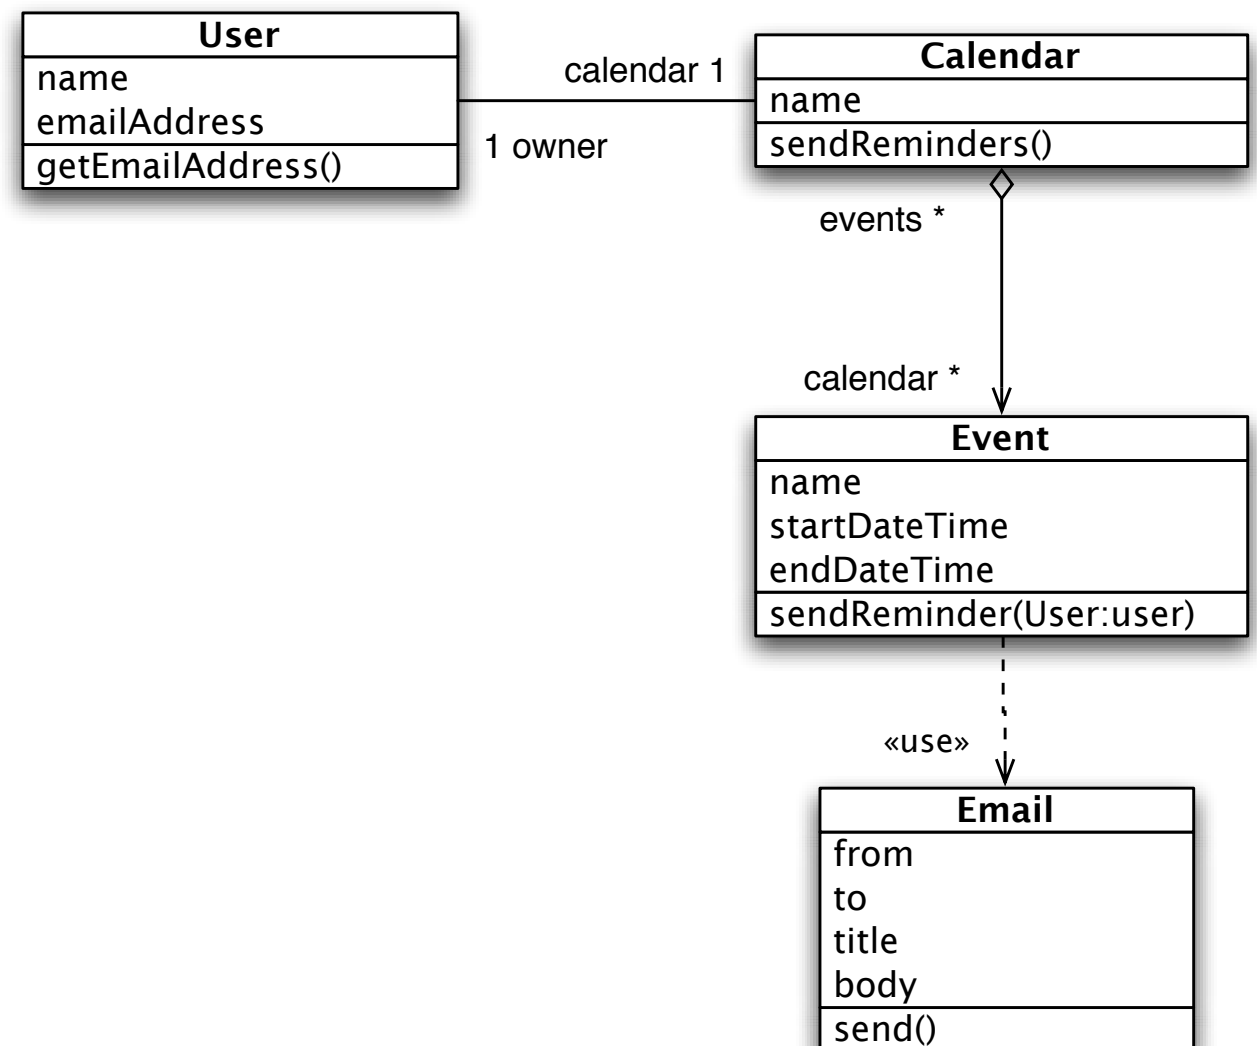 User
name
emailAddress
getEmailAddress()
calendar 1
1 owner
Calendar
name
sendReminders()
events *
calendar *
Event
name
startDateTime
endDateTime
sendReminder(User:user)
«use»
Email
from
to
title
body
send()